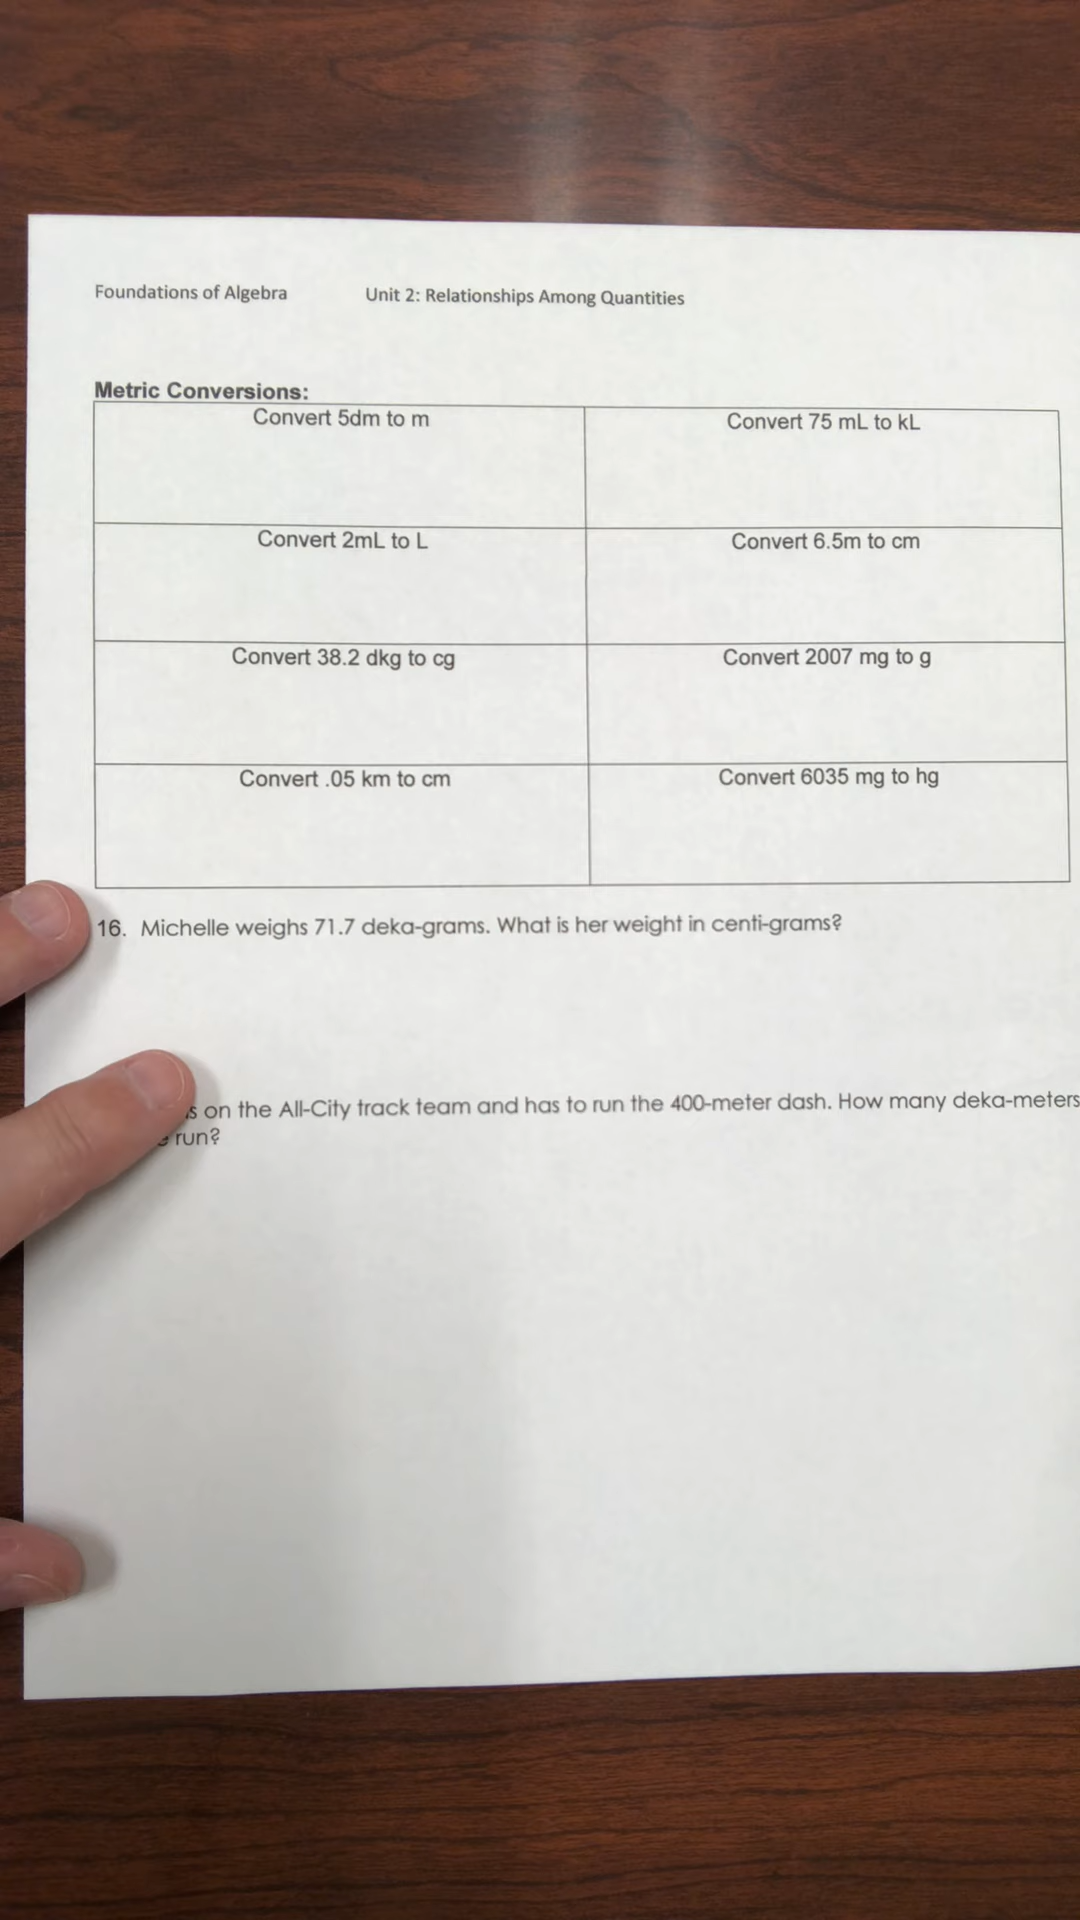 Foundations of Algebra Unit 2: Relationships Among Quantities
Metric Conversions:
Convert 5dm to m
Convert 75 mL to kL
Convert 2mL to L
Convert 6.5m to cm
Convert 38.2 dkg to cg
Convert 2007 mg to g
Convert .05 km to cm
Convert 6035 mg to hg
16. Michelle weighs 71.7 deka-grams. What is her weight in centi-grams?
on the All-City track team and has to run the 400-meter dash. How many deka-meters
run?